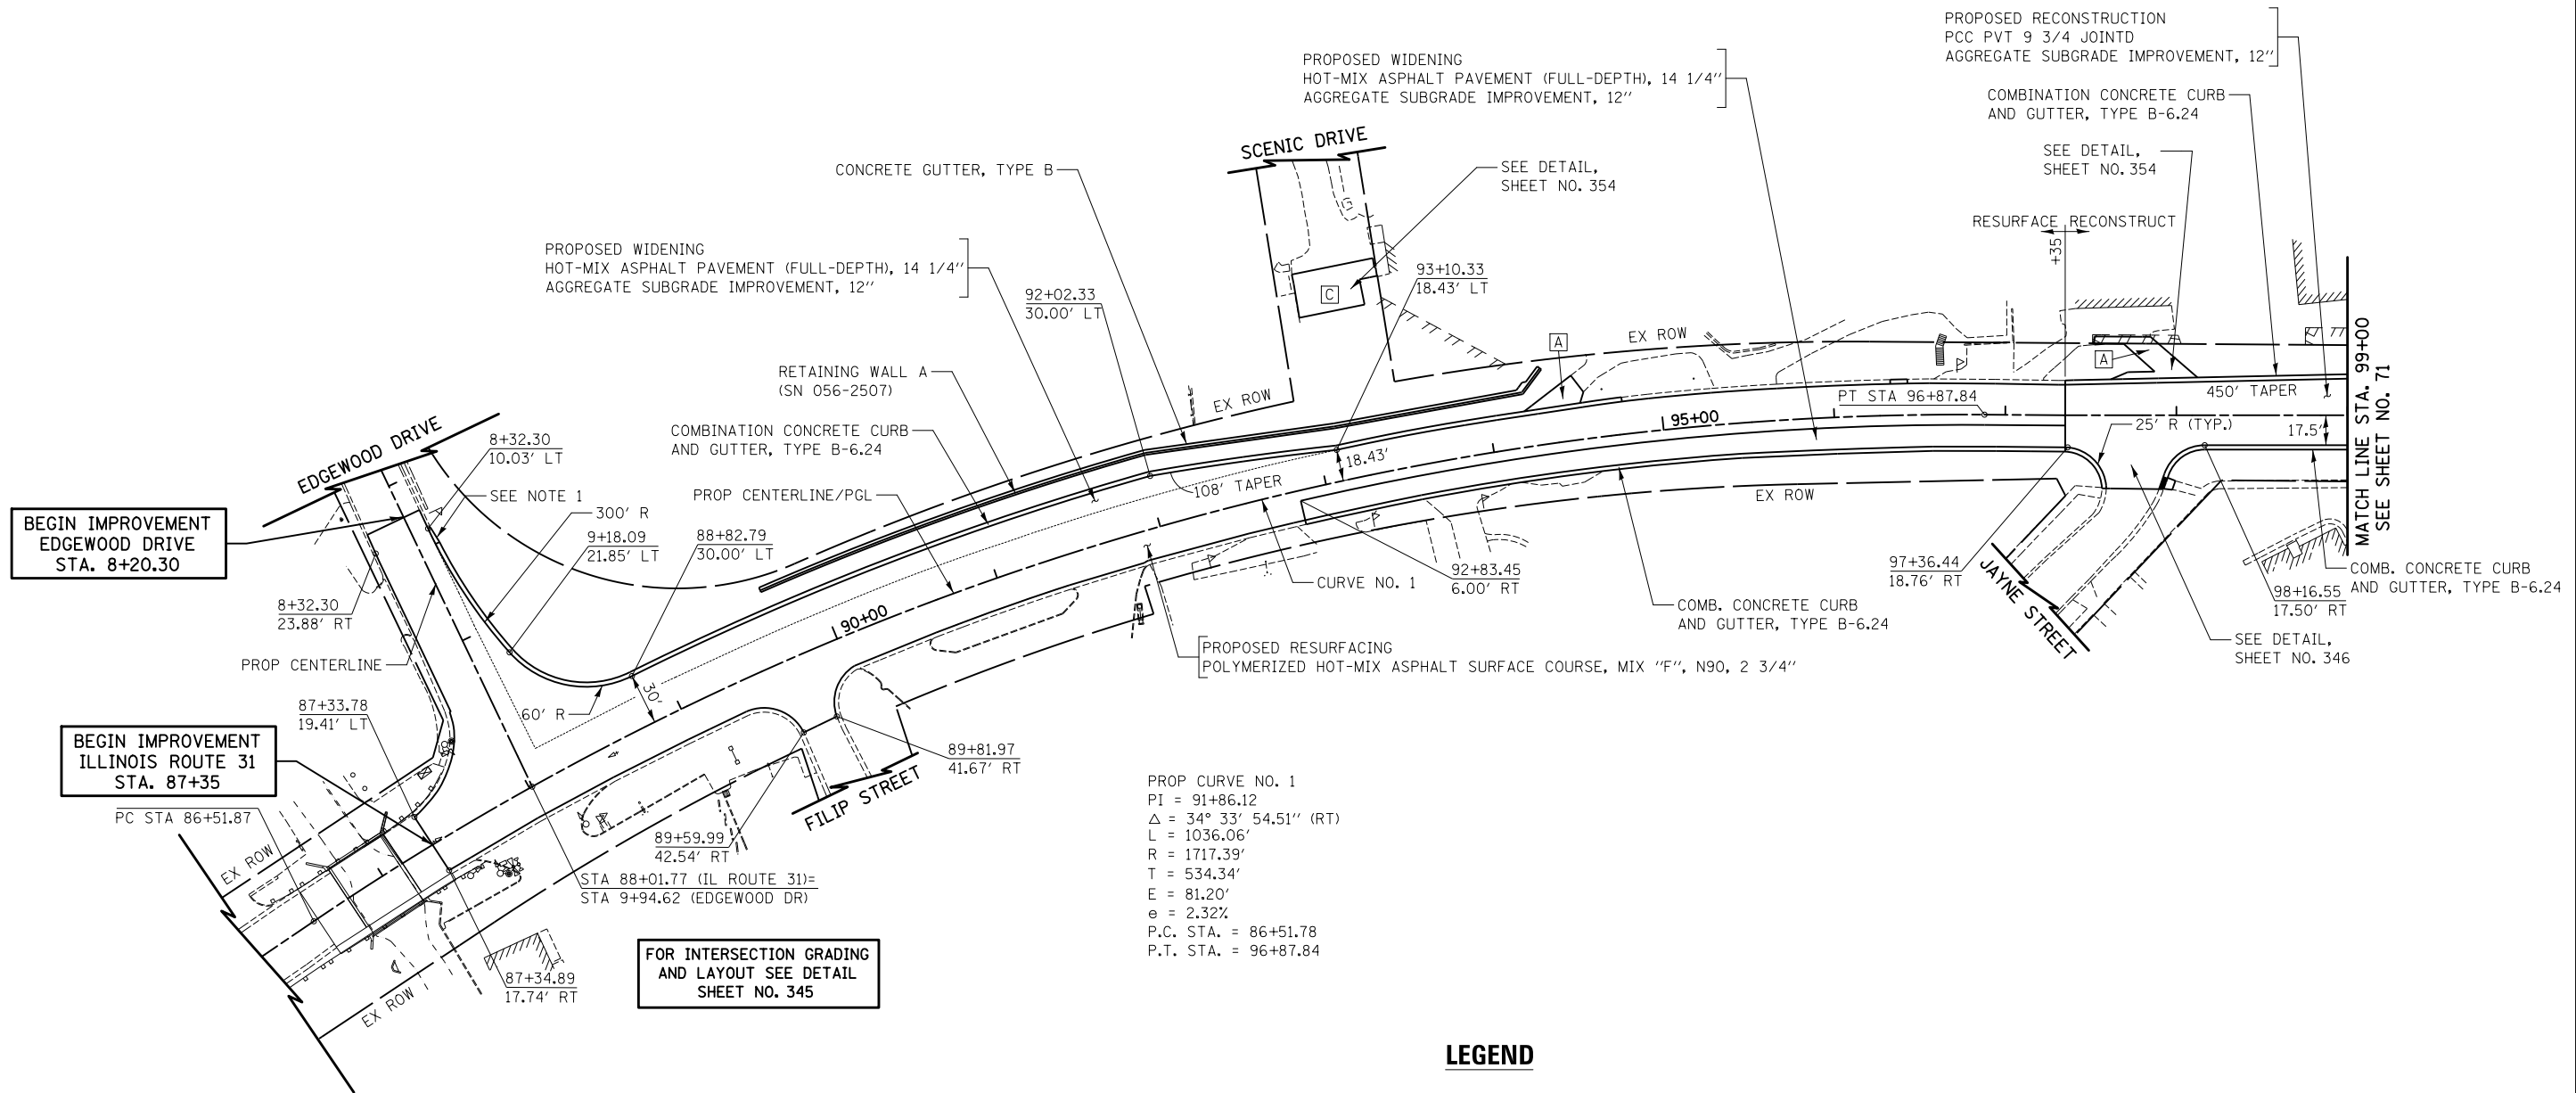 PROPOSED RECONSTRUCTION
PCC PVT 9 3/4 JOINTD
AGGREGATE SUBGRADE IMPROVEMENT, 12"
PROPOSED WIDENING
HOT-MIX ASPHALT PAVEMENT (FULL-DEPTH), 14 1/4"
AGGREGATE SUBGRADE IMPROVEMENT, 12"
COMBINATION CONCRETE CURB
AND GUTTER, TYPE B-6.24
SCENIC DRIVE
SEE DETAIL,
SHEET NO. 354
CONCRETE GUTTER, TYPE B
SEE DETAIL,
SHEET NO. 354
RESURFACE RECONSTRUCT
+35
PROPOSED WIDENING
HOT-MIX ASPHALT PAVEMENT (FULL-DEPTH), 14 1/4"
AGGREGATE SUBGRADE IMPROVEMENT, 12"
92+02.33
30.00' LT
C
93+10.33
18.43' LT
EX ROW
A
A
MATCH LINE STA. 99+00
SEE SHEET NO. 71
RETAINING WALL A
(SN 056-2507)
EX ROW
450' TAPER
PT STA 96+87.84
95+00
25' R (TYP.)
17.5'
EDGEWOOD DRIVE
8+32.30
10.03' LT
COMBINATION CONCRETE CURB
AND GUTTER, TYPE B-6.24
18.43'
108' TAPER
SEE NOTE 1
PROP CENTERLINE/PGL
EX ROW
300' R
BEGIN IMPROVEMENT
EDGEWOOD DRIVE
STA. 8+20.30
9+18.09
21.85' LT
88+82.79
30.00' LT
CURVE NO. 1
92+83.45
6.00' RT
97+36.44
18.76' RT
JAYNE STREET
98+16.55
17.50' RT
COMB. CONCRETE CURB
AND GUTTER, TYPE B-6.24
8+32.30
23.88' RT
90+00
COMB. CONCRETE CURB
AND GUTTER, TYPE B-6.24
PROPOSED RESURFACING
POLYMERIZED HOT-MIX ASPHALT SURFACE COURSE, MIX "F", N90, 2 3/4"
SEE DETAIL,
SHEET NO. 346
PROP CENTERLINE
30'
60' R
87+33.78
19.41' LT
BEGIN IMPROVEMENT
ILLINOIS ROUTE 31
STA. 87+35
89+81.97
41.67' RT
FILIP STREET
PC STA 86+51.87
89+59.99
42.54' RT
PROP CURVE NO. 1
PI = 91+86.12
Δ = 34° 33' 54.51" (RT)
L = 1036.06'
R = 1717.39'
T = 534.34'
E = 81.20'
e = 2.32%
P.C. STA. = 86+51.78
P.T. STA. = 96+87.84
EX ROW
STA 88+01.77 (IL ROUTE 31)=
STA 9+94.62 (EDGEWOOD DR)
FOR INTERSECTION GRADING
AND LAYOUT SEE DETAIL
SHEET NO. 345
87+34.89
17.74' RT
EX ROW
LEGEND